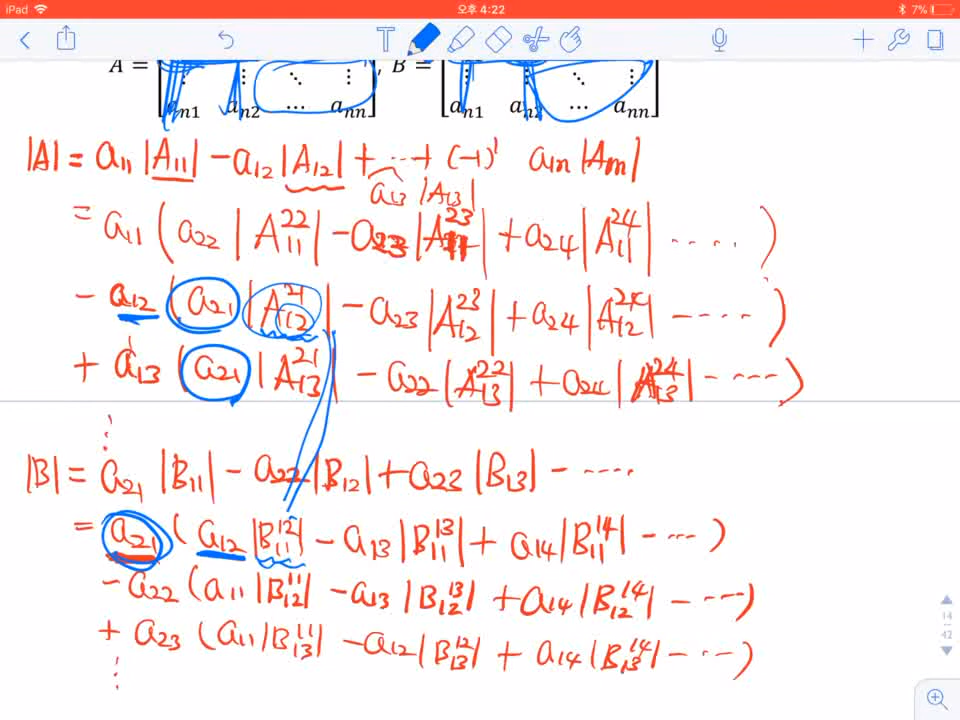 iPad 오후 4:22 7%
A = [⋮ ⋮ ⋱ ⋮], B = [⋮ ⋮ ⋱ ⋮]
a_n1 a_n2 … a_nn a_n1 a_n2 … a_nn
|A| = a11 |A11| - a12 |A12| + ... + (-1) a1n |A1n|
a13 |A13|
= a11 ( a22 |A11^22| - a23 |A11^23| + a24 |A11^24| ..... )
- a12 ( a21 |A12^21| - a23 |A12^23| + a24 |A12^24| ..... )
+ a13 ( a21 |A13^21| - a22 |A13^22| + a24 |A13^24| - .... )
⋮
|B| = a21 |B11| - a22 |B12| + a23 |B13| - .....
= a21 ( a12 |B11^12| - a13 |B11^13| + a14 |B11^14| - ... )
- a22 ( a11 |B12^11| - a13 |B12^13| + a14 |B12^14| - ... )
+ a23 ( a11 |B13^11| - a12 |B13^12| + a14 |B13^14| - ... )
⋮
14
42